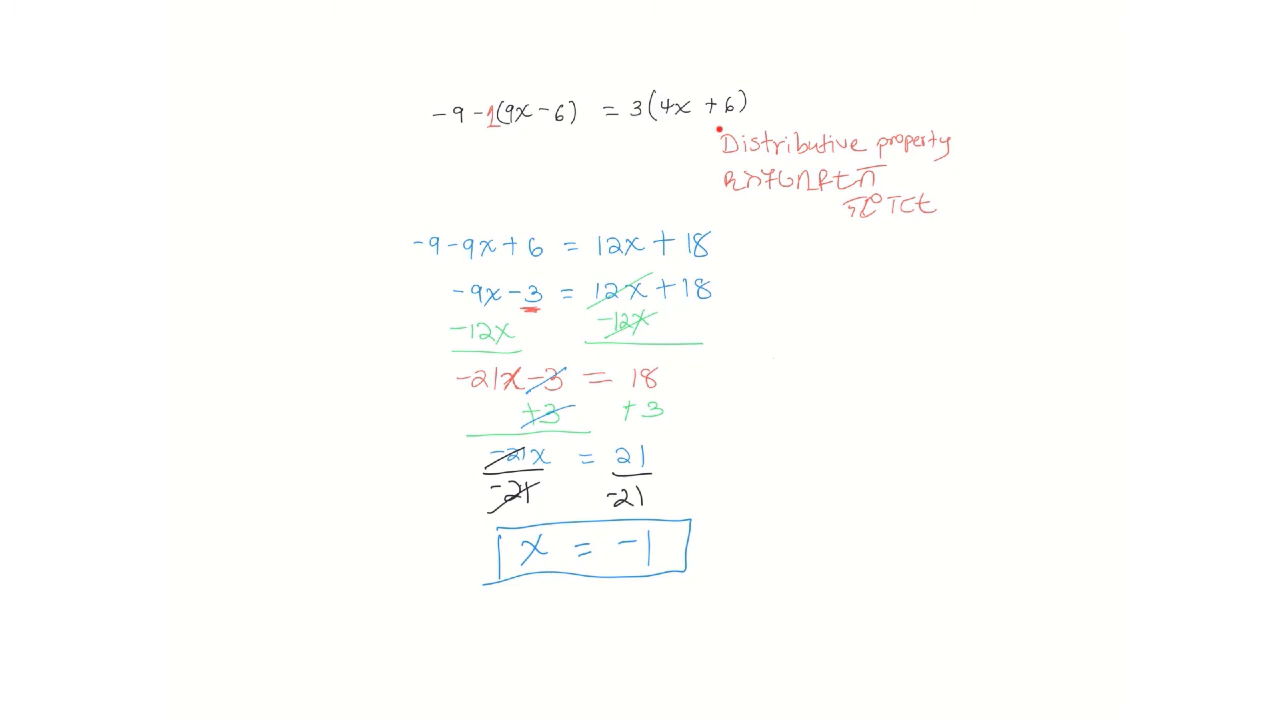 -9 - 1(9x - 6) = 3(4x + 6)
Distributive property
-9 - 9x + 6 = 12x + 18
-9x - 3 = 12x + 18
-12x -12x
-21x - 3 = 18
+3 +3
-21x = 21
-21 -21
x = -1